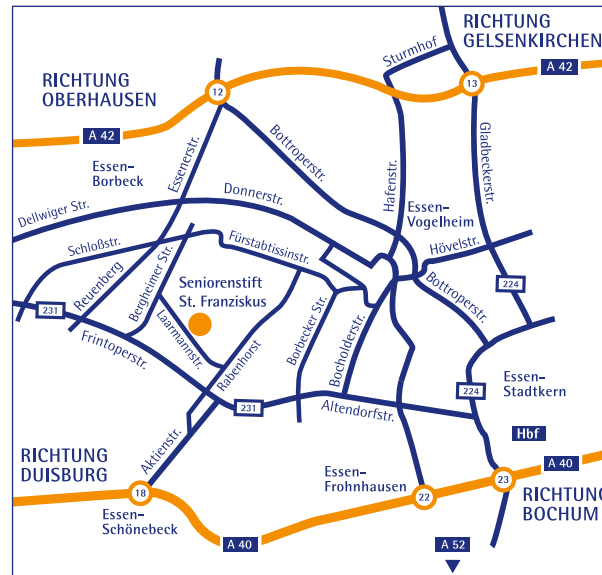 RICHTUNG
GELSENKIRCHEN
Sturmhof
A 42
13
RICHTUNG
OBERHAUSEN
12
A 42
Essen-
Borbeck
Essenerstr.
Bottroperstr.
Hafenstr.
Gladbeckerstr.
Dellwiger Str.
Donnerstr.
Essen-
Vogelheim
Schloßstr.
Fürstabtissinstr.
Hövelstr.
Reuenberg
Bergheimer Str.
Seniorenstift
St. Franziskus
224
231
Laarmannstr.
Rabenhorst
Borbecker Str.
Bocholderstr.
Bottroperstr.
Frintoperstr.
224
Essen-
Stadtkern
231
Altendorfstr.
Aktienstr.
Hbf
RICHTUNG
DUISBURG
A 40
Essen-
Frohnhausen
23
18
22
RICHTUNG
BOCHUM
Essen-
Schönebeck
A 40
A 52